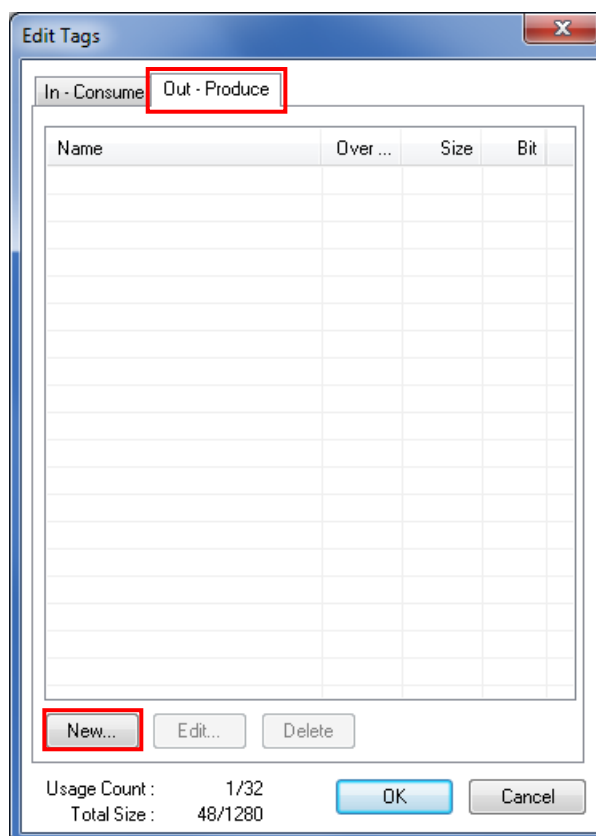 Edit Tags
In - Consume Out - Produce
Name Over ... Size Bit
New... Edit... Delete
Usage Count : 1/32
Total Size : 48/1280
OK Cancel